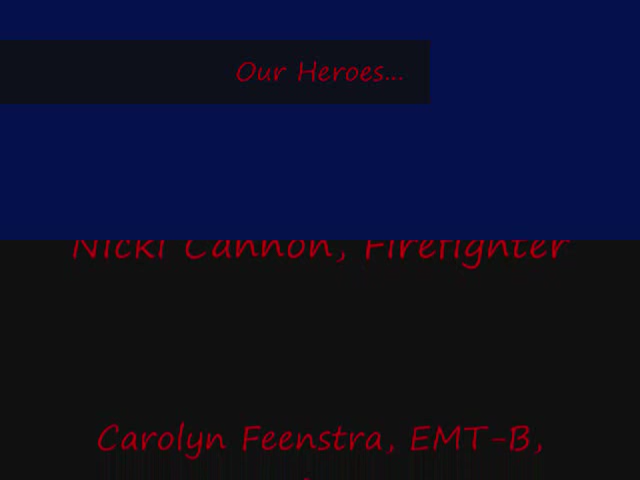 Our Heroes...
Nicki Cannon, Firefighter
Carolyn Feenstra, EMT-B,